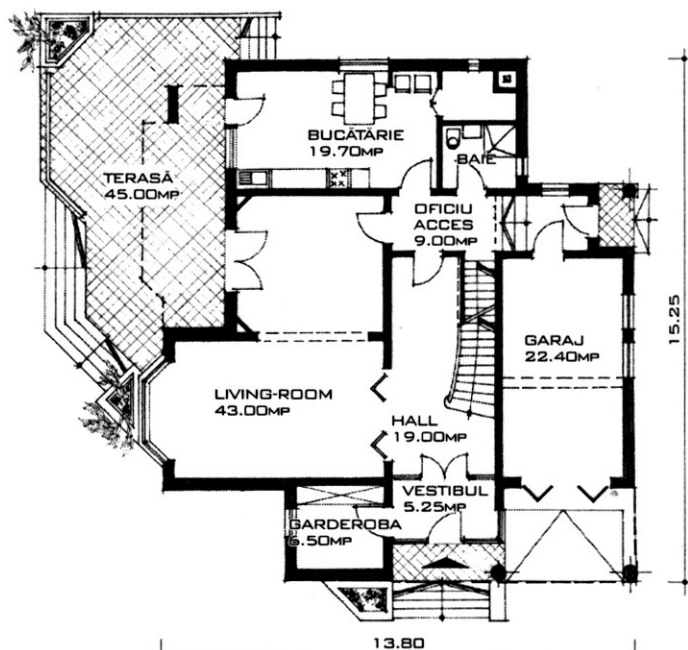 BUCĂTĂRIE
19.70MP
BAIE
TERASĂ
45.00MP
OFICIU
ACCES
9.00MP
GARAJ
22.40MP
15.25
LIVING-ROOM
43.00MP
HALL
19.00MP
VESTIBUL
5.25MP
GARDEROBA
6.50MP
13.80